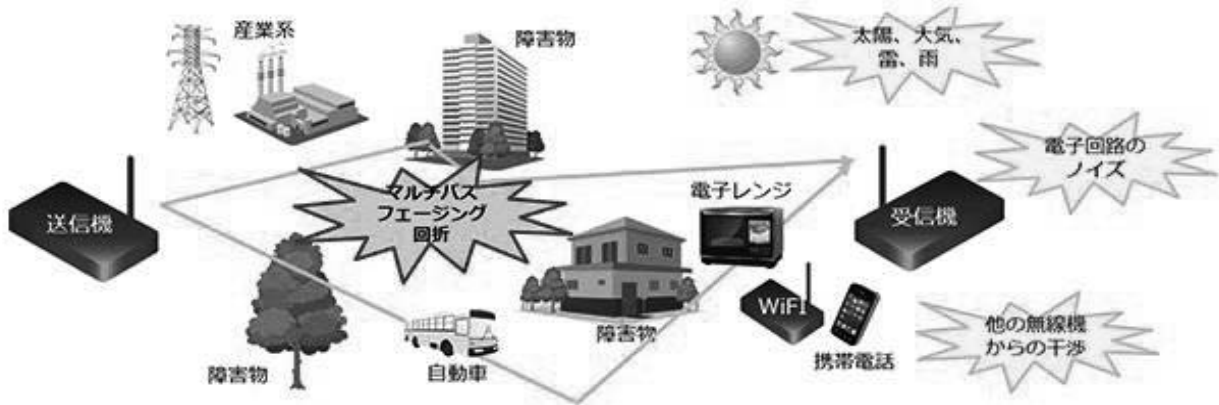 産業系
障害物
太陽、大気、
雷、雨
電子回路の
ノイズ
送信機
マルチパス
フェージング
回折
電子レンジ
受信機
WiFI
障害物
自動車
障害物
携帯電話
他の無線機
からの干渉